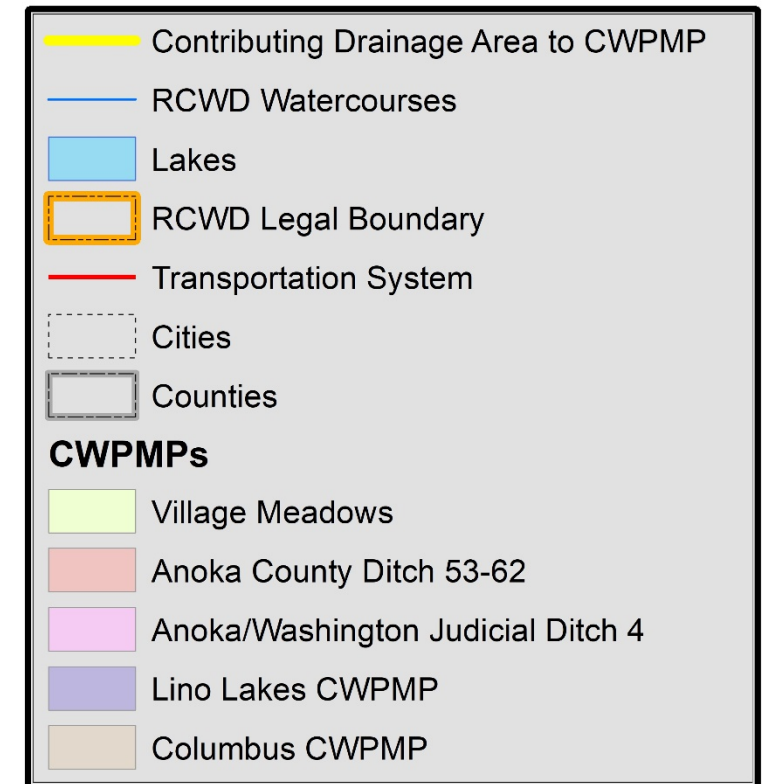 Contributing Drainage Area to CWPMP
RCWD Watercourses
Lakes
RCWD Legal Boundary
Transportation System
Cities
Counties
CWPMPs
Village Meadows
Anoka County Ditch 53-62
Anoka/Washington Judicial Ditch 4
Lino Lakes CWPMP
Columbus CWPMP